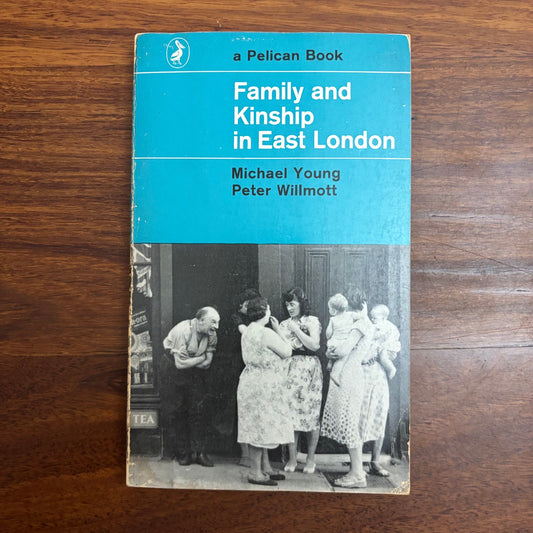 a Pelican Book
Family and
Kinship
in East London
Michael Young
Peter Willmott
TEA